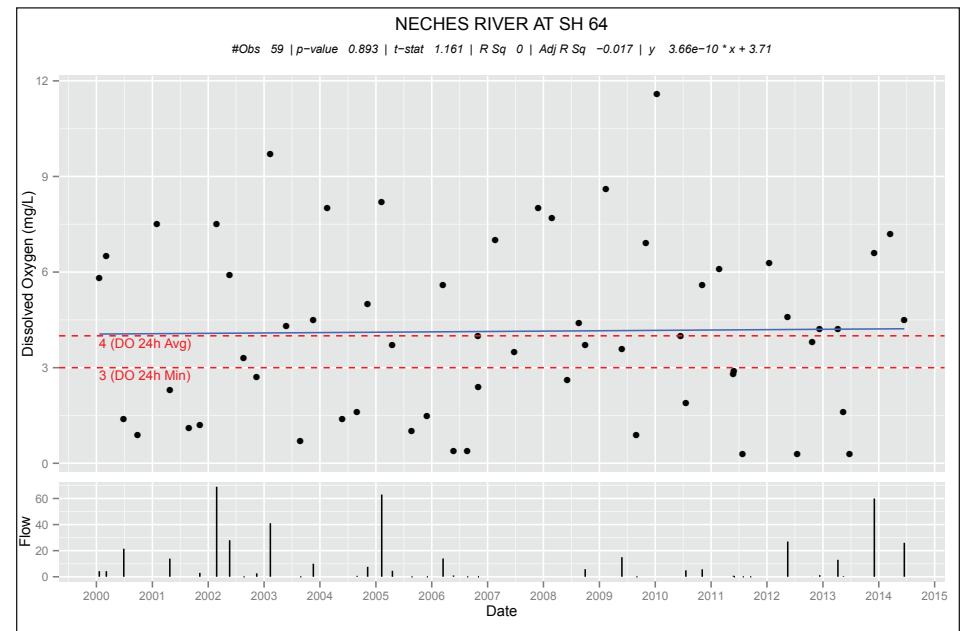 NECHES RIVER AT SH 64
#Obs 59 | p−value 0.893 | t−stat 1.161 | R Sq 0 | Adj R Sq −0.017 | y 3.66e−10 * x + 3.71
Dissolved Oxygen (mg/L)
12
9
6
3
0
4 (DO 24h Avg)
3 (DO 24h Min)
Flow
60
40
20
0
2000 2001 2002 2003 2004 2005 2006 2007 2008 2009 2010 2011 2012 2013 2014 2015
Date